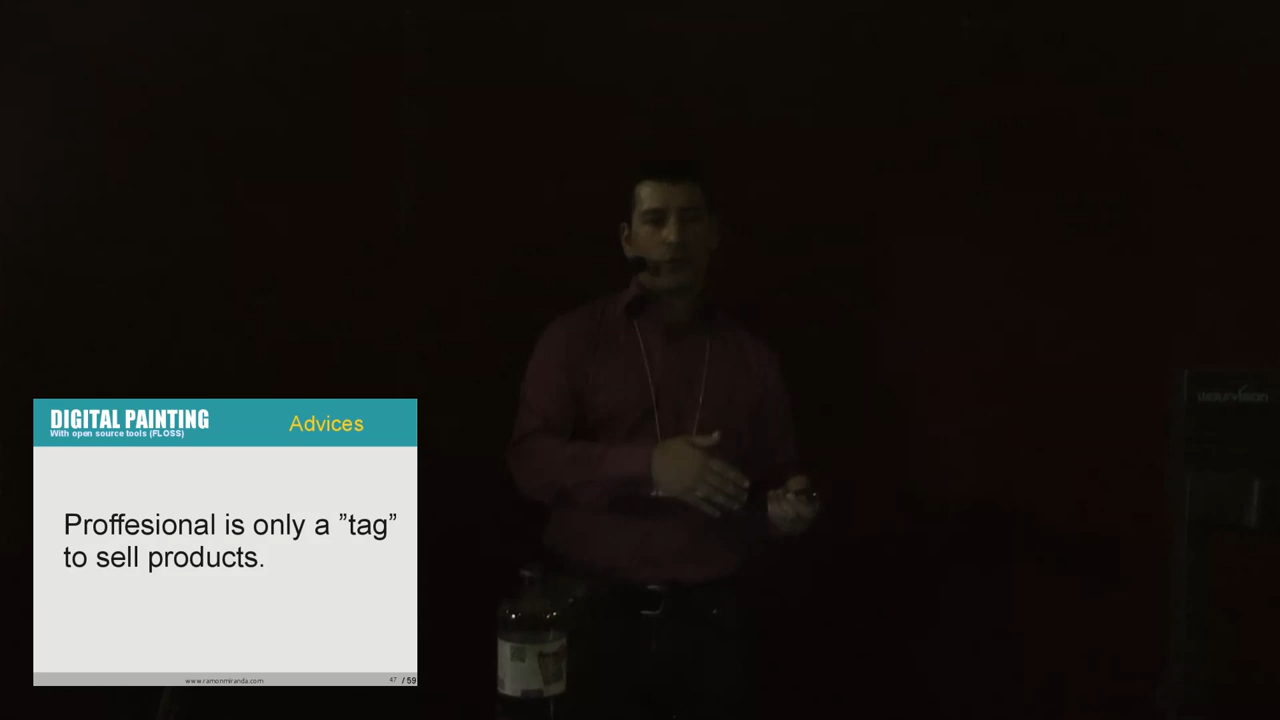 DIGITAL PAINTING
With open source tools (FLOSS)
Advices
Proffesional is only a ”tag”
to sell products.
www.ramonmiranda.com
47 / 59